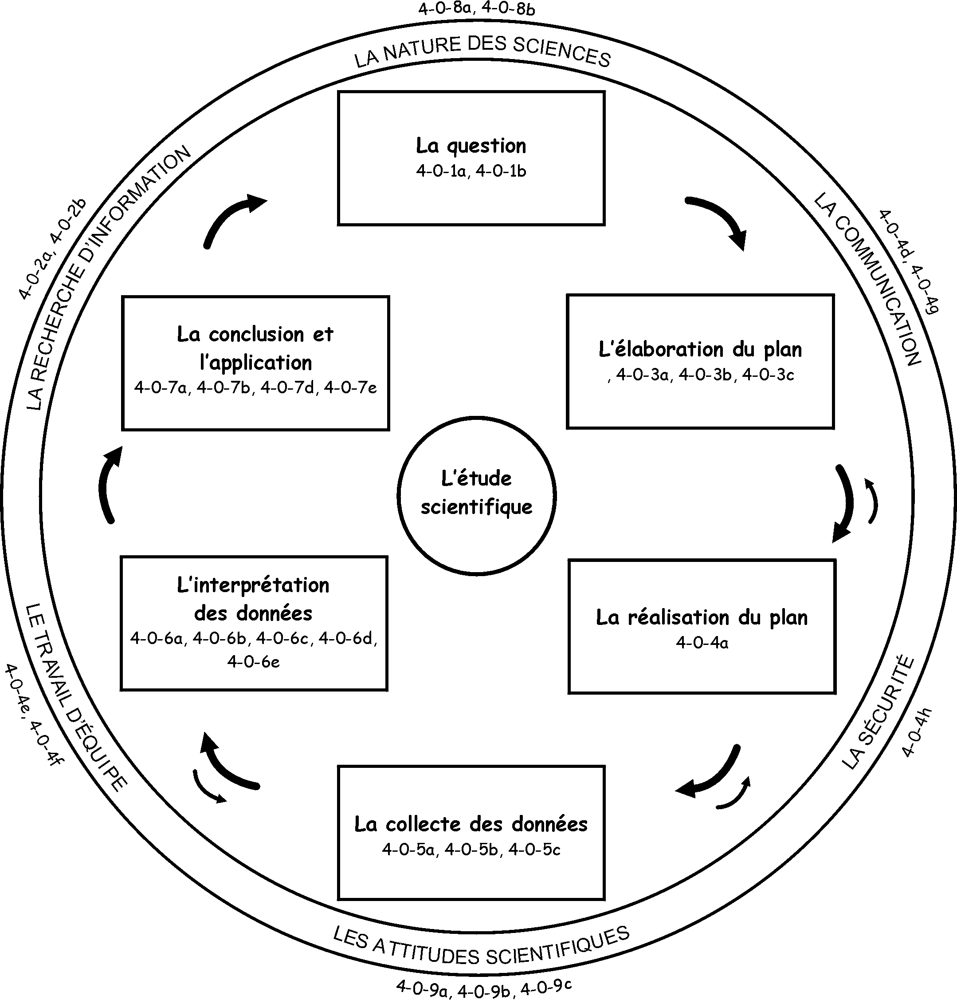 4-0-8a, 4-0-8b
LA NATURE DES SCIENCES
La question
4-0-1a, 4-0-1b
LA RECHERCHE D'INFORMATION
4-0-2a, 4-0-2b
LA COMMUNICATION
4-0-4d, 4-0-4g
La conclusion et
l'application
4-0-7a, 4-0-7b, 4-0-7d, 4-0-7e
L'élaboration du plan
, 4-0-3a, 4-0-3b, 4-0-3c
L'étude
scientifique
L'interprétation
des données
4-0-6a, 4-0-6b, 4-0-6c, 4-0-6d,
4-0-6e
La réalisation du plan
4-0-4a
LE TRAVAIL D'ÉQUIPE
4-0-4e, 4-0-4f
LA SÉCURITÉ
4-0-4h
La collecte des données
4-0-5a, 4-0-5b, 4-0-5c
LES ATTITUDES SCIENTIFIQUES
4-0-9a, 4-0-9b, 4-0-9c